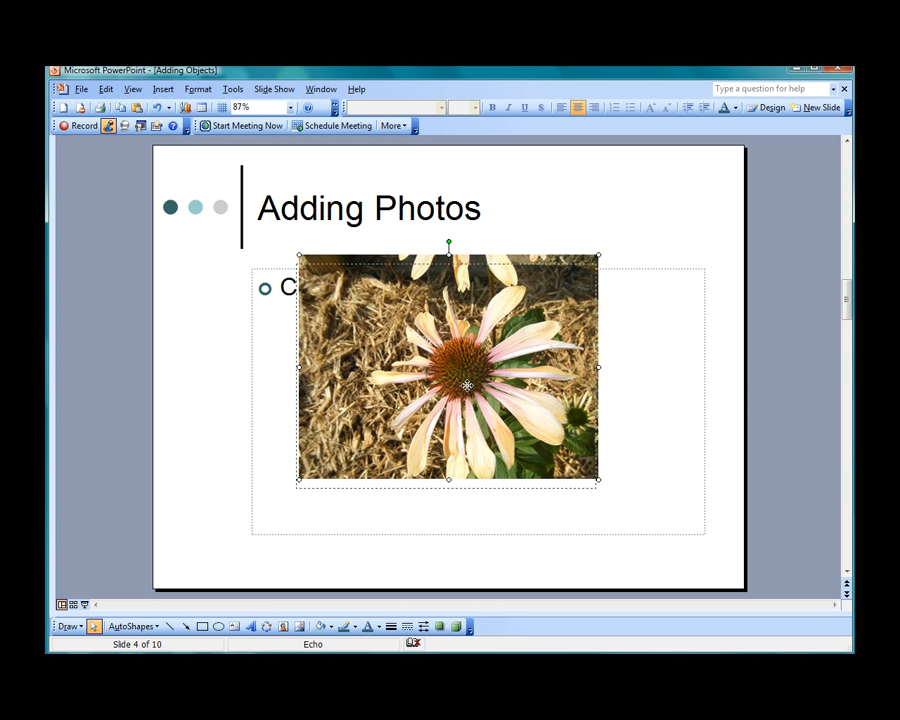 Microsoft PowerPoint - [Adding Objects]
File Edit View Insert Format Tools Slide Show Window Help
Type a question for help
87%
B I U S
A
Design New Slide
Record
Start Meeting Now Schedule Meeting More
Adding Photos
C
Draw AutoShapes
A
Slide 4 of 10 Echo